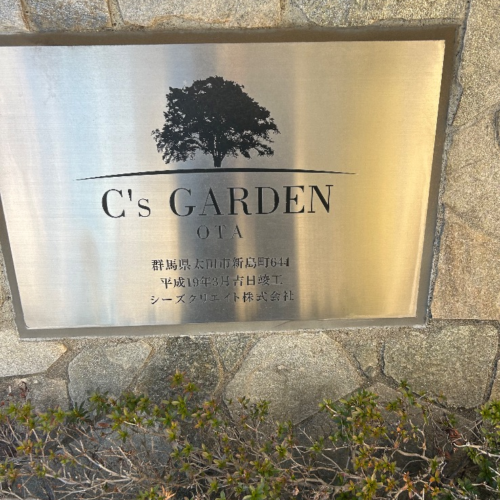 C's GARDEN
OTA
群馬県太田市新島町644
平成19年3月吉日竣工
シーズクリエイト株式会社